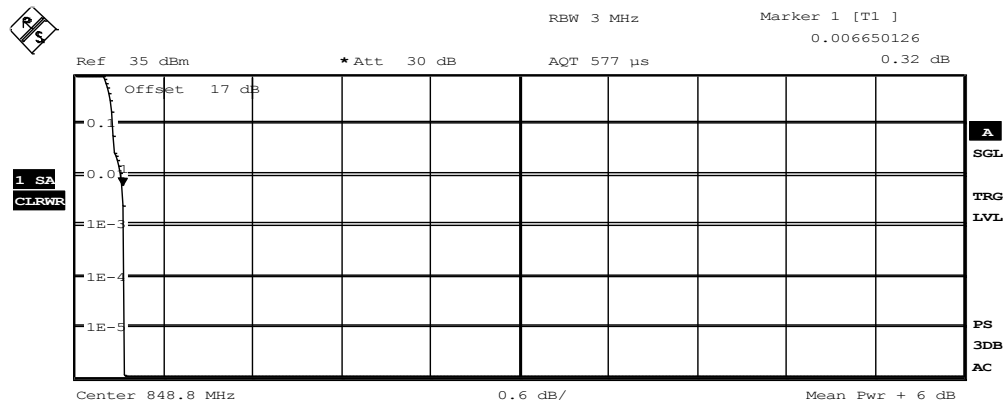 R
S
RBW 3 MHz Marker 1 [T1 ]
0.006650126
Ref 35 dBm *Att 30 dB AQT 577 µs 0.32 dB
Offset 17 dB
0.1
A
SGL
0.01
1
1 SA
CLRWR
TRG
LVL
1E-3
1E-4
1E-5
PS
3DB
AC
Center 848.8 MHz 0.6 dB/ Mean Pwr + 6 dB